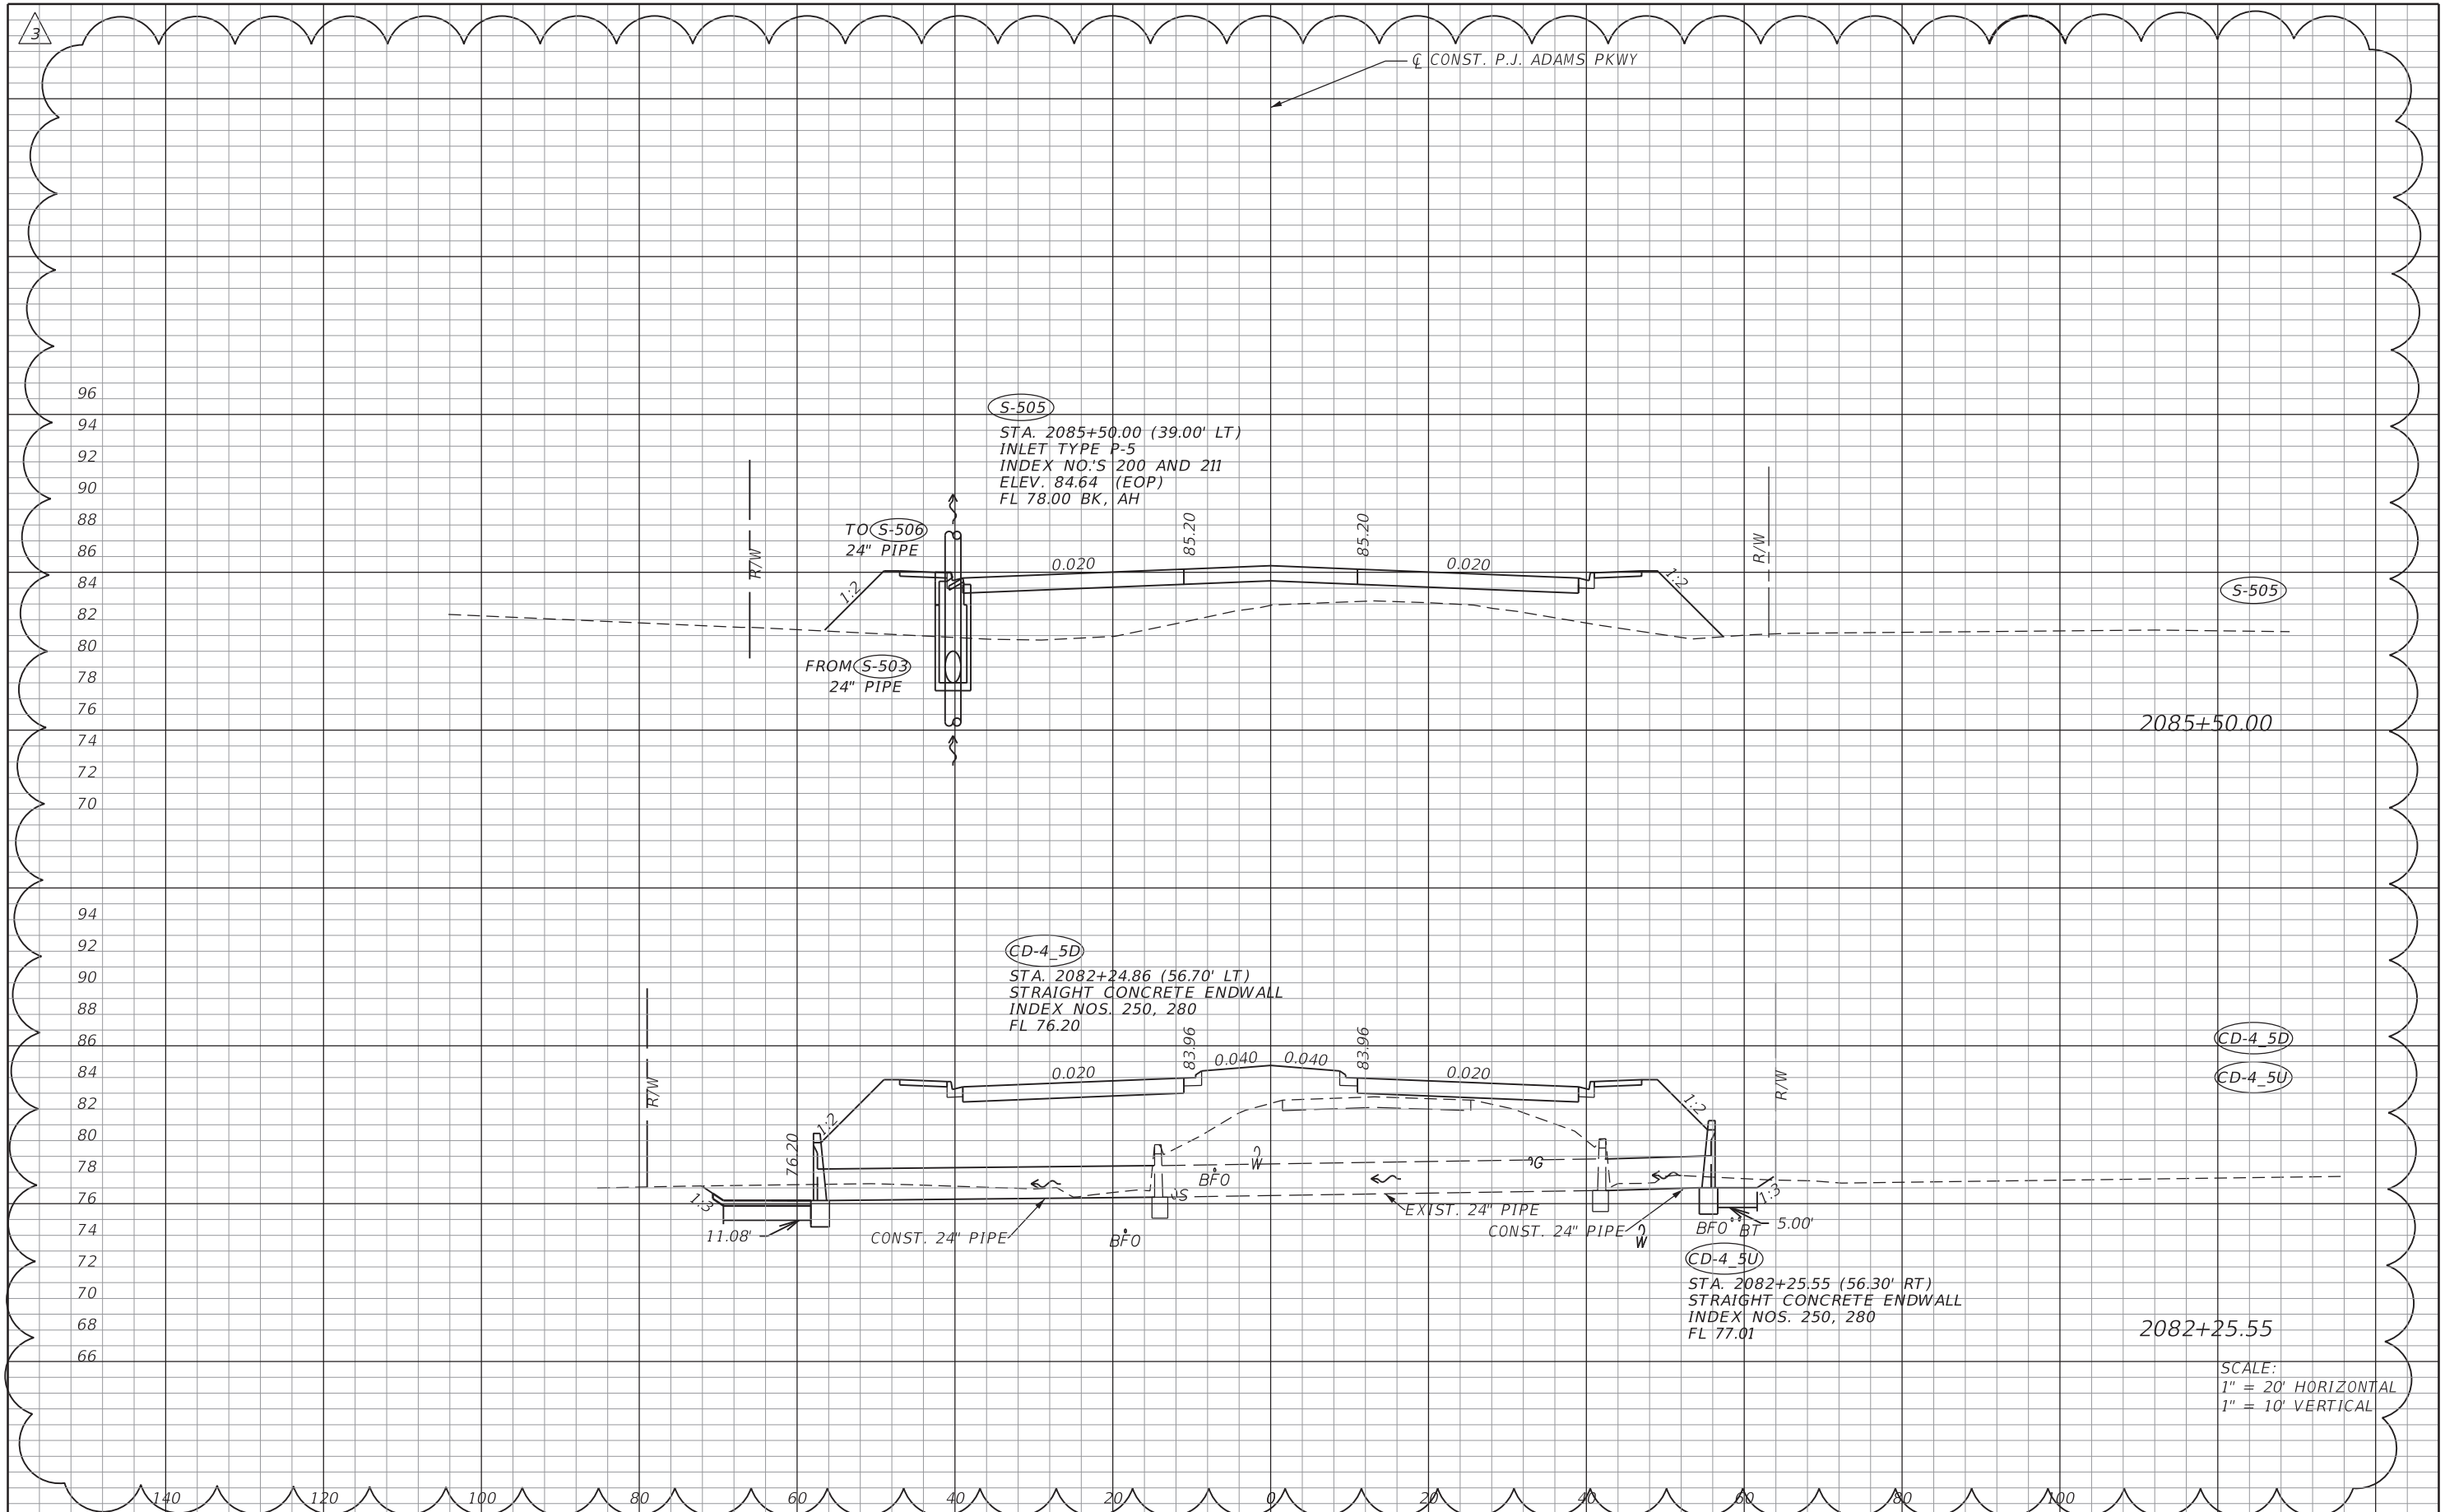 3
℄ CONST. P.J. ADAMS PKWY
96
94
92
90
88
86
84
82
80
78
76
74
72
70
S-505
STA. 2085+50.00 (39.00' LT)
INLET TYPE P-5
INDEX NO.'S 200 AND 211
ELEV. 84.64 (EOP)
FL 78.00 BK, AH
TO S-506
24" PIPE
R/W
1:2
0.020
85.20
85.20
0.020
R/W
1:2
S-505
FROM S-503
24" PIPE
2085+50.00
94
92
90
88
86
84
82
80
78
76
74
72
70
68
66
CD-4_5D
STA. 2082+24.86 (56.70' LT)
STRAIGHT CONCRETE ENDWALL
INDEX NOS. 250, 280
FL 76.20
R/W
1:2
0.020
83.96
0.040
0.040
83.96
0.020
1:2
R/W
CD-4_5D
CD-4_5U
76.20
W
G
BFO
S
1:3
11.08'
CONST. 24" PIPE
BFO
EXIST. 24" PIPE
CONST. 24" PIPE
W
BFO
BT
5.00'
1:3
CD-4_5U
STA. 2082+25.55 (56.30' RT)
STRAIGHT CONCRETE ENDWALL
INDEX NOS. 250, 280
FL 77.01
2082+25.55
SCALE:
1" = 20' HORIZONTAL
1" = 10' VERTICAL
140 120 100 80 60 40 20 0 20 40 60 80 100